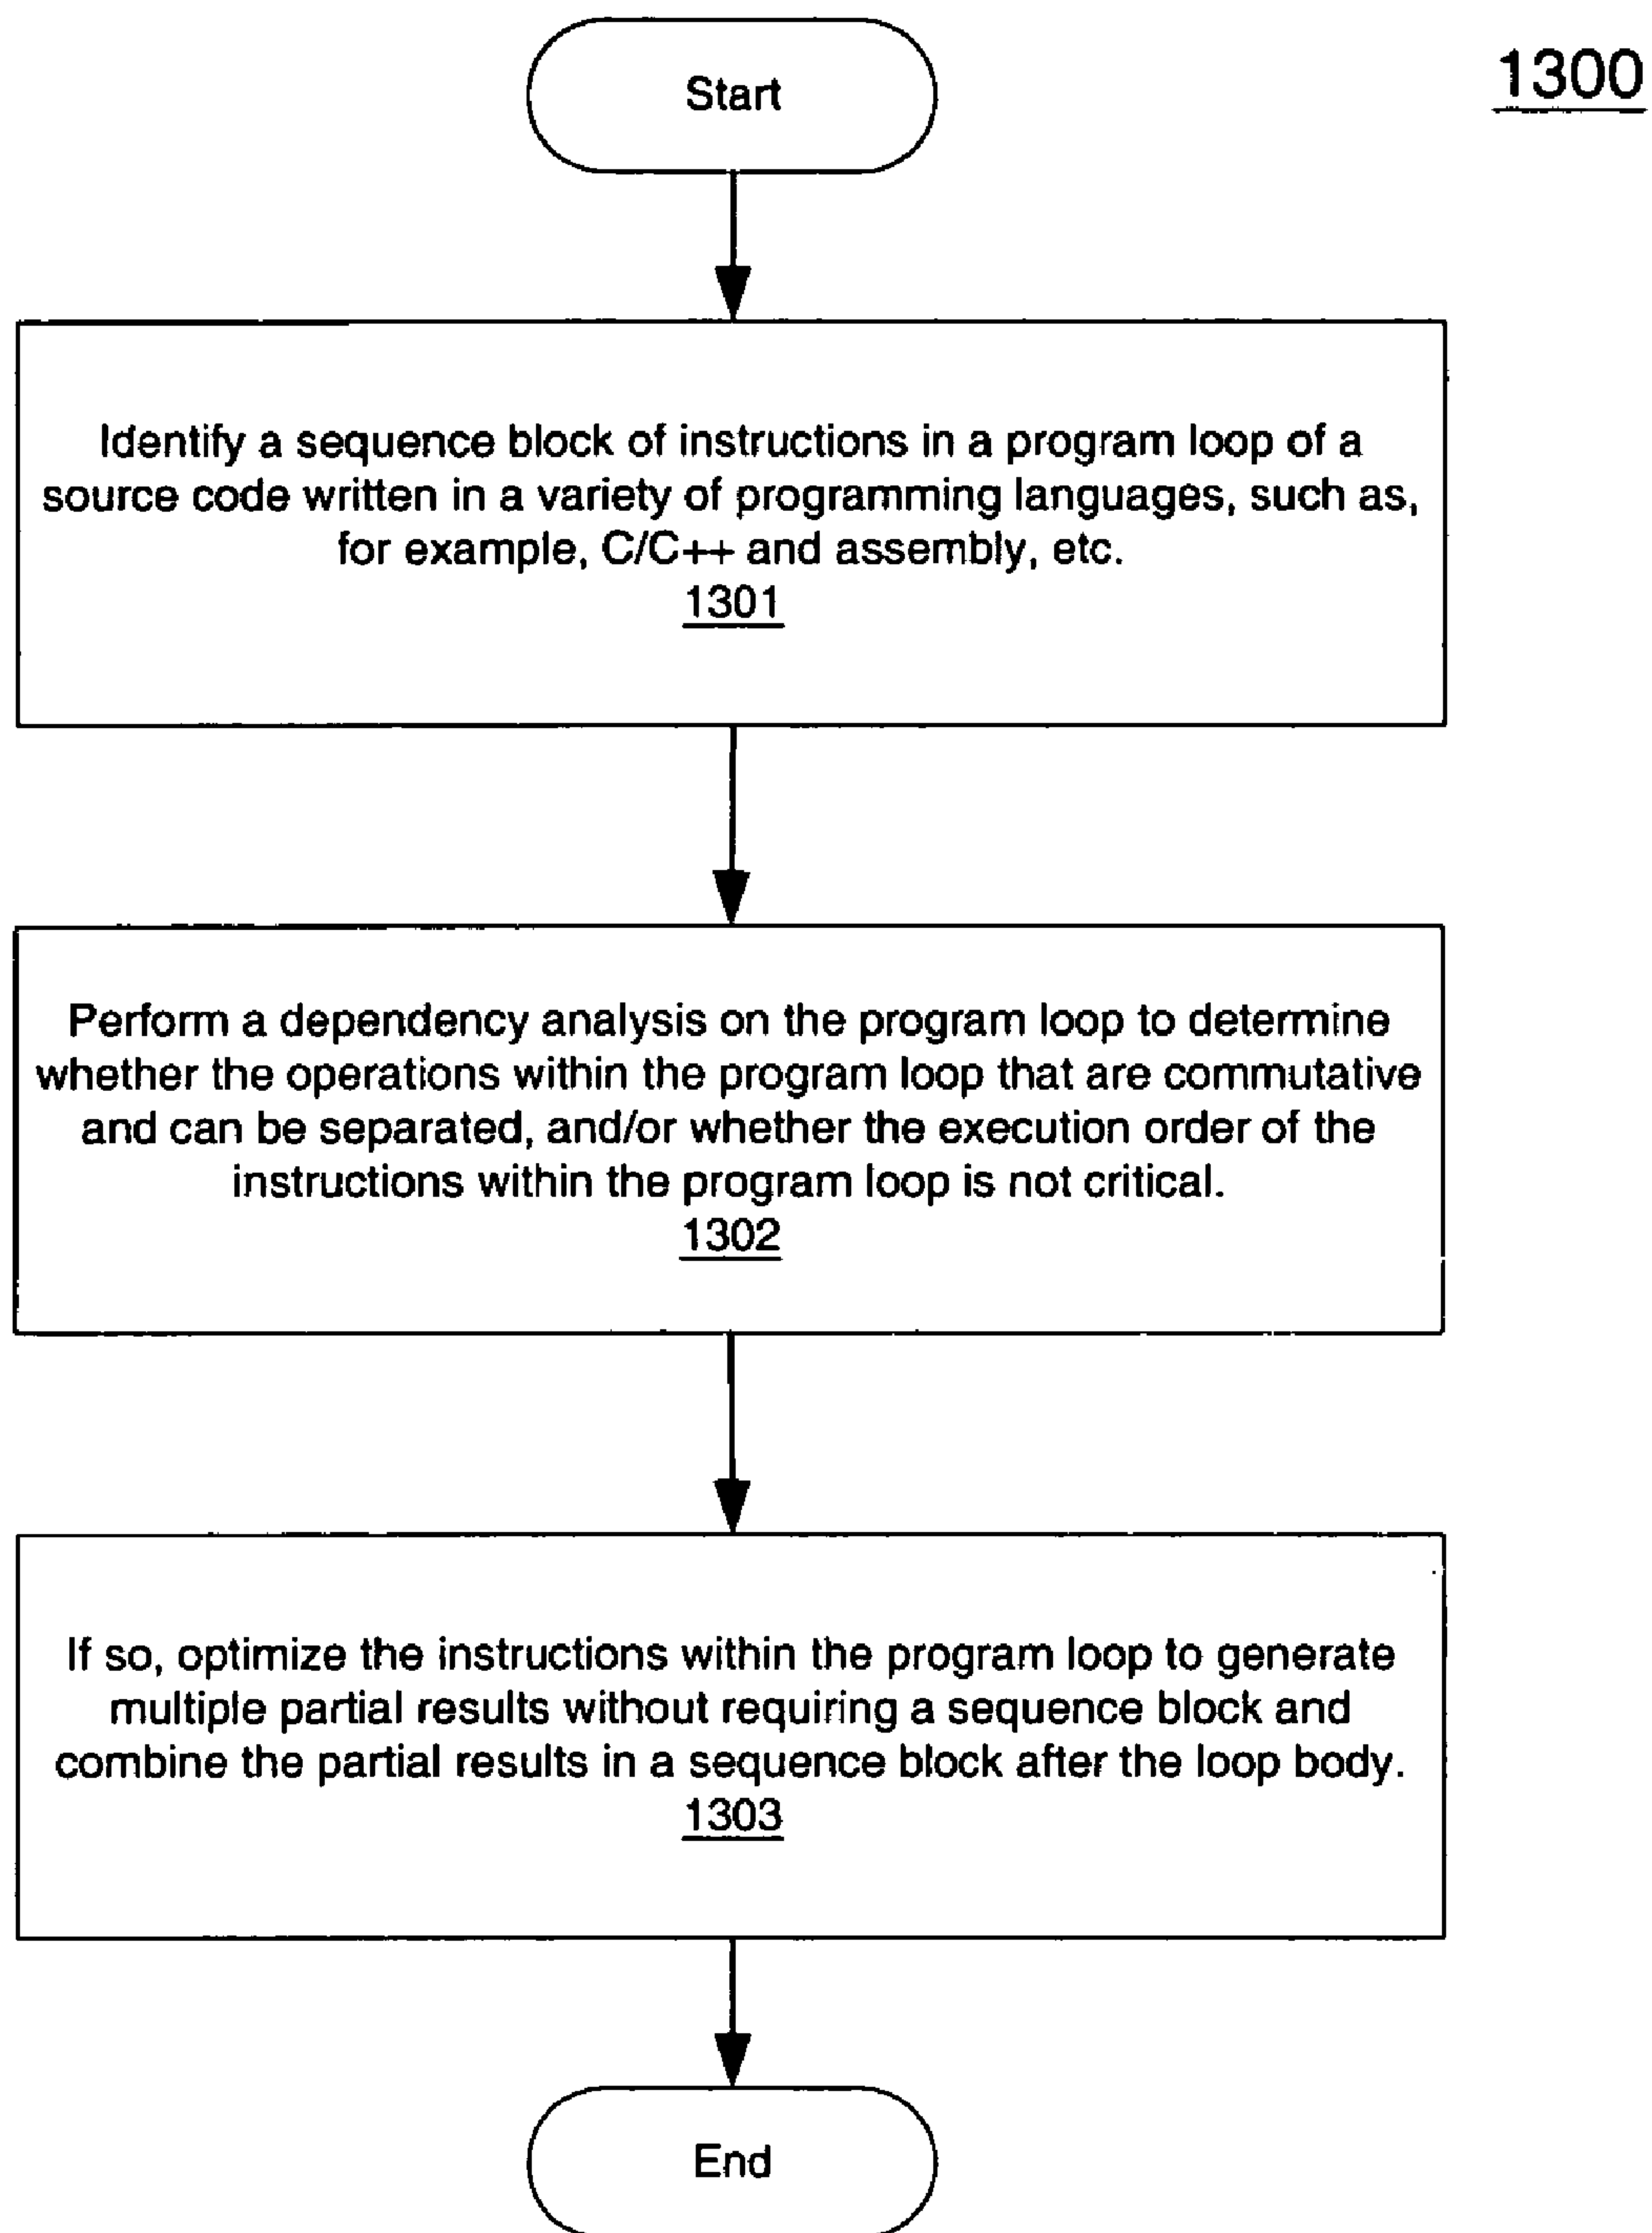 Start
1300
Identify a sequence block of instructions in a program loop of a
source code written in a variety of programming languages, such as,
for example, C/C++ and assembly, etc.
1301
Perform a dependency analysis on the program loop to determine
whether the operations within the program loop that are commutative
and can be separated, and/or whether the execution order of the
instructions within the program loop is not critical.
1302
If so, optimize the instructions within the program loop to generate
multiple partial results without requiring a sequence block and
combine the partial results in a sequence block after the loop body.
1303
End